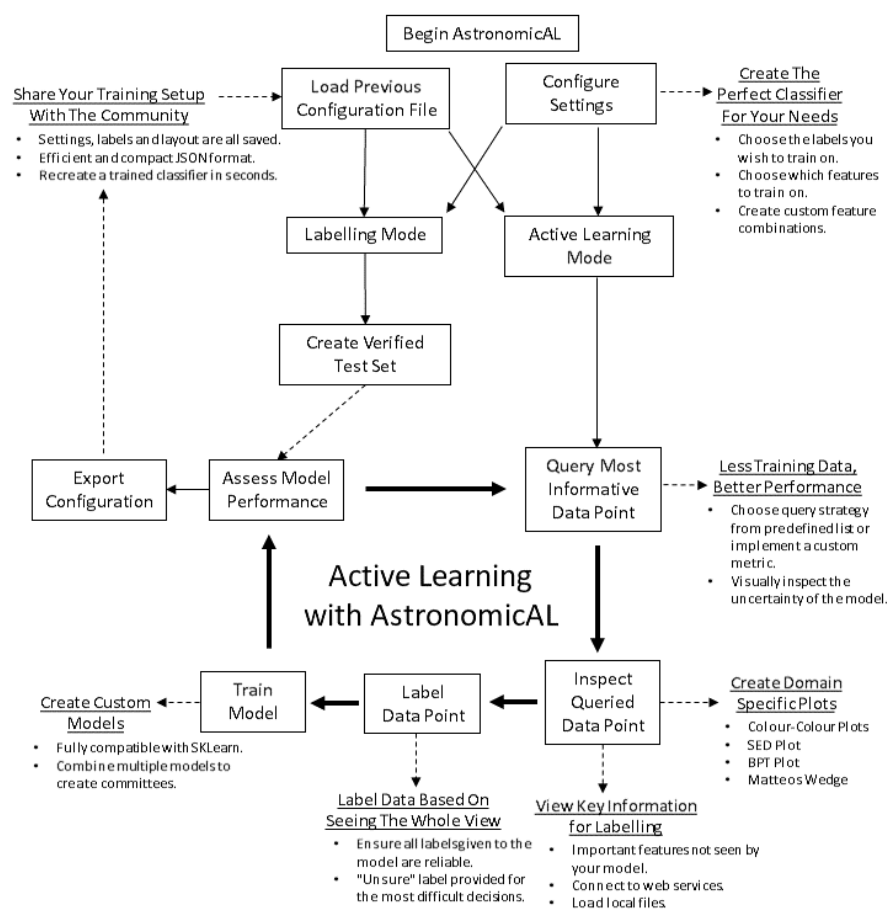 Begin AstronomicAL
Share Your Training Setup
With The Community
• Settings, labels and layout are all saved.
• Efficient and compact JSON format.
• Recreate a trained classifier in seconds.
Load Previous
Configuration File
Configure
Settings
Create The
Perfect Classifier
For Your Needs
• Choose the labels you
wish to train on.
• Choose which features
to train on.
• Create custom feature
combinations.
Labelling Mode
Active Learning
Mode
Create Verified
Test Set
Export
Configuration
Assess Model
Performance
Query Most
Informative
Data Point
Less Training Data,
Better Performance
• Choose query strategy
from predefined list or
implement a custom
metric.
• Visually inspect the
uncertainty of the model.
Active Learning
with AstronomicAL
Create Custom
Models
• Fully compatible with SKLearn.
• Combine multiple models to
create committees.
Train
Model
Label
Data Point
Inspect
Queried
Data Point
Create Domain
Specific Plots
• Colour-Colour Plots
• SED Plot
• BPT Plot
• Matteos Wedge
Label Data Based On
Seeing The Whole View
• Ensure all labels given to the
model are reliable.
• "Unsure" label provided for
the most difficult decisions.
View Key Information
for Labelling
• Important features not seen by
your model.
• Connect to web services.
• Load local files.